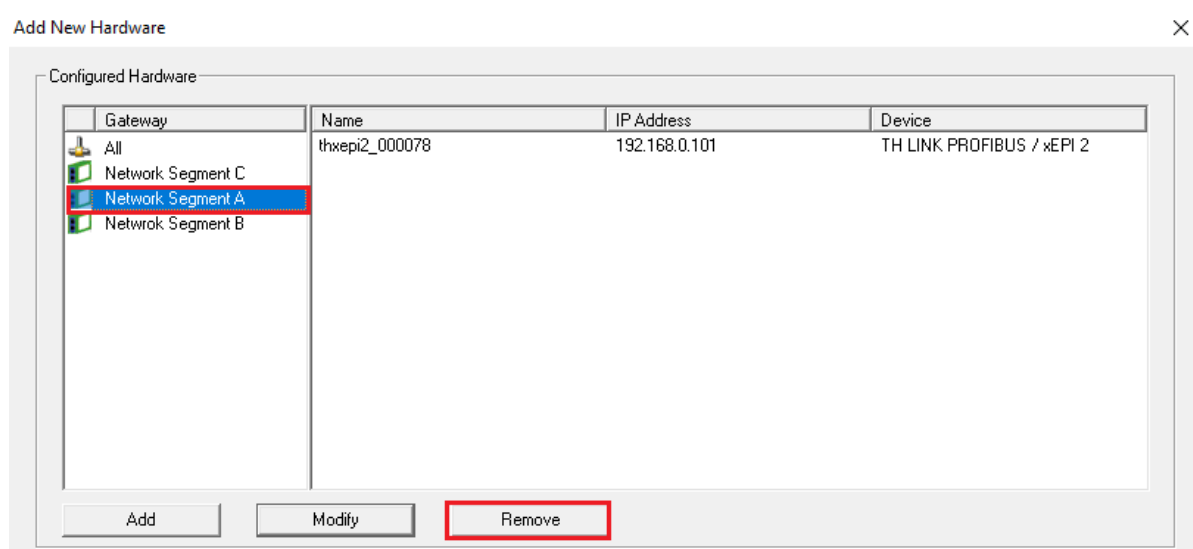 Add New Hardware
Configured Hardware
Gateway Name IP Address Device
All thxepi2_000078 192.168.0.101 TH LINK PROFIBUS / xEPI 2
Network Segment C
Network Segment A
Netwrok Segment B
Add Modify Remove